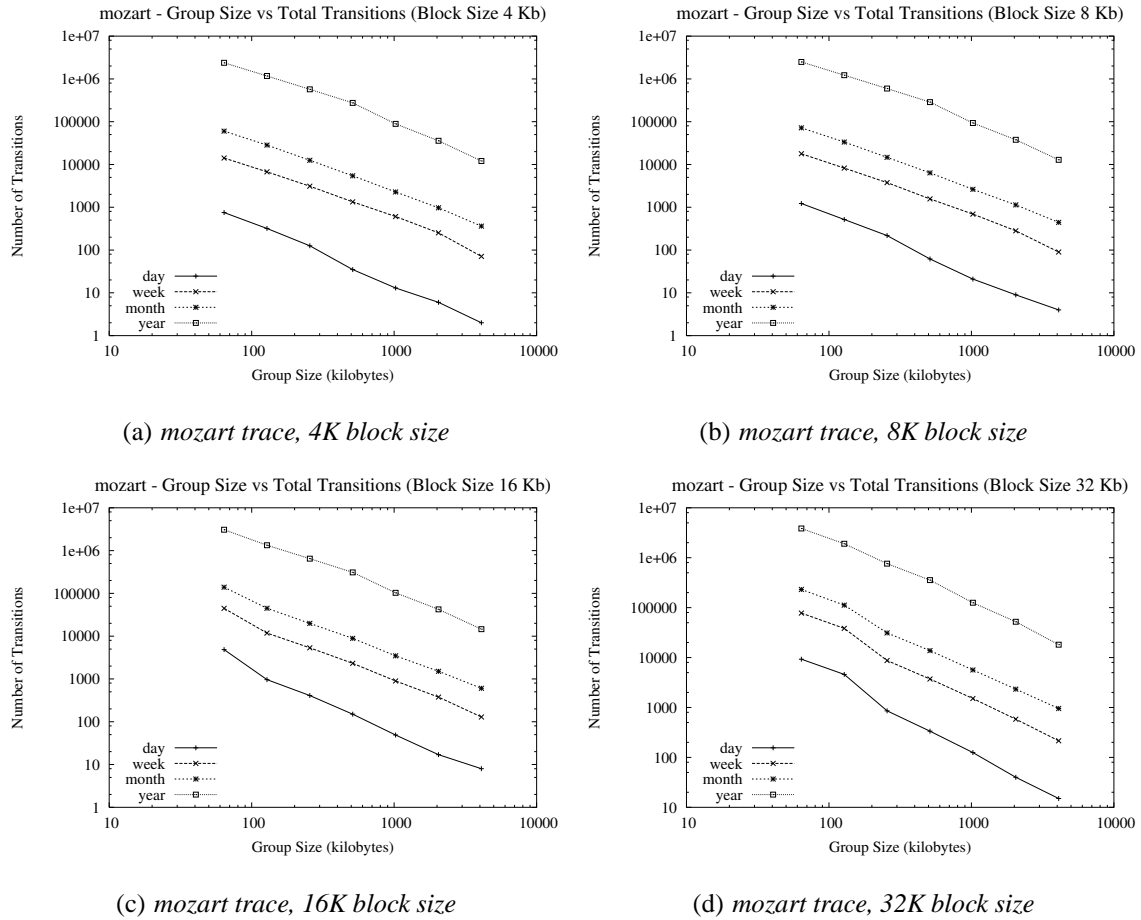 mozart - Group Size vs Total Transitions (Block Size 4 Kb)
1e+07
1e+06
100000
10000
1000
100
10
1
Number of Transitions
day
week
month
year
10
100
1000
10000
Group Size (kilobytes)
(a) mozart trace, 4K block size
mozart - Group Size vs Total Transitions (Block Size 8 Kb)
1e+07
1e+06
100000
10000
1000
100
10
1
Number of Transitions
day
week
month
year
10
100
1000
10000
Group Size (kilobytes)
(b) mozart trace, 8K block size
mozart - Group Size vs Total Transitions (Block Size 16 Kb)
1e+07
1e+06
100000
10000
1000
100
10
1
Number of Transitions
day
week
month
year
10
100
1000
10000
Group Size (kilobytes)
(c) mozart trace, 16K block size
mozart - Group Size vs Total Transitions (Block Size 32 Kb)
1e+07
1e+06
100000
10000
1000
100
10
Number of Transitions
day
week
month
year
10
100
1000
10000
Group Size (kilobytes)
(d) mozart trace, 32K block size